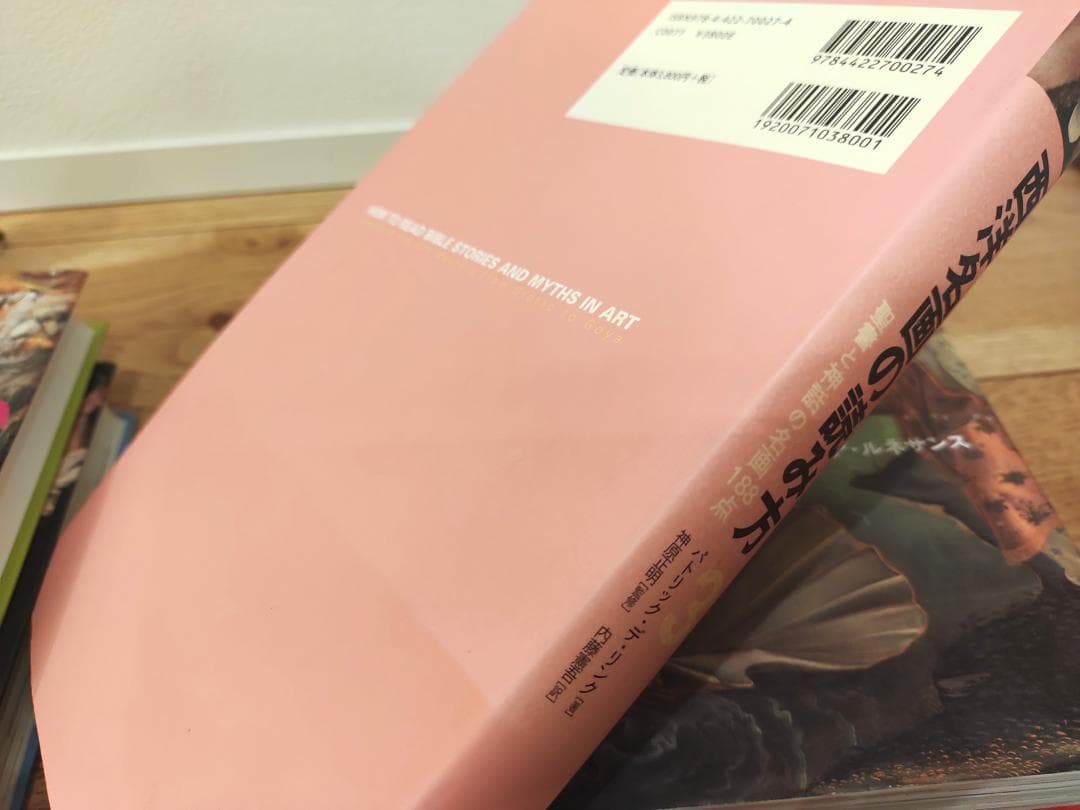 ISBN978-4-422-70027-4
C0071 ¥3800E
定価(本体3,800円+税)
9784422700274
1920071038001
HOW TO READ BIBLE STORIES AND MYTHS IN ART
to Goya
西洋名画の読み方
聖書と神話の名画188点
パトリック・デ・リンク[著]
神原正明[監修]
内藤憲吾[訳]
・ルネサンス